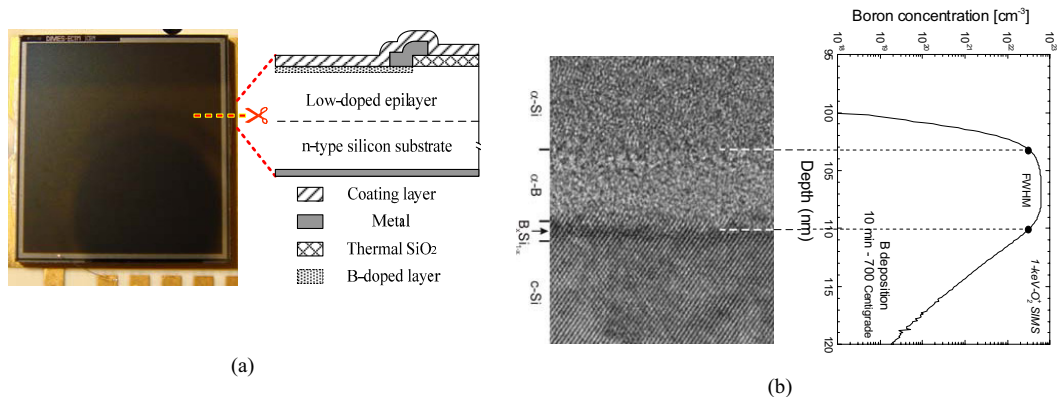 DIMES-ECTM
Low-doped epilayer
n-type silicon substrate
Coating layer
Metal
Thermal SiO2
B-doped layer
(a)
α-Si
α-B
BxSi1-x
c-Si
Boron concentration [cm-3]
10^18 10^19 10^20 10^21 10^22 10^23
95
100
105
110
115
120
Depth (nm)
FWHM
1-keV-O2+ SIMS
B deposition
10 min - 700 Centigrade
(b)